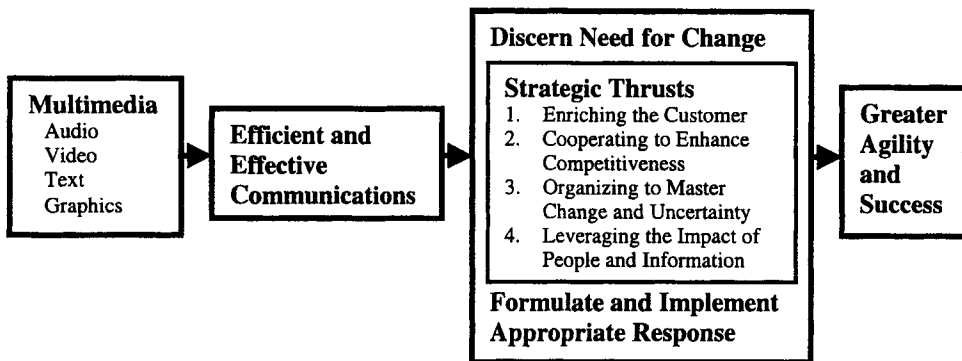 Multimedia
Audio
Video
Text
Graphics
Efficient and
Effective
Communications
Discern Need for Change
Strategic Thrusts
1. Enriching the Customer
2. Cooperating to Enhance
Competitiveness
3. Organizing to Master
Change and Uncertainty
4. Leveraging the Impact of
People and Information
Formulate and Implement
Appropriate Response
Greater
Agility
and
Success